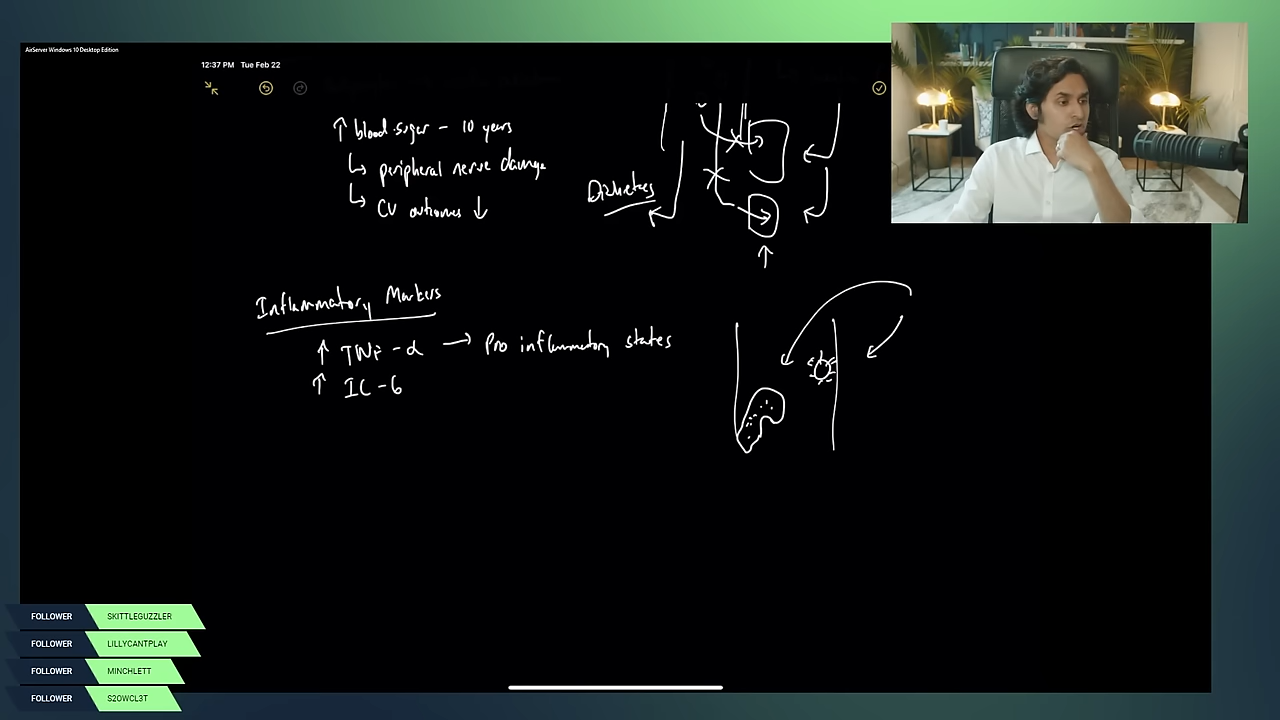 AirServer Windows 10 Desktop Edition
12:37 PM Tue Feb 22
↑ blood sugar - 10 years
↳ peripheral nerve damage
↳ CV outcomes ↓
Diabetes
Inflammatory Markers
↑ TNF-α → Pro inflammatory states
↑ IL-6
FOLLOWER SKITTLEGUZZLER
FOLLOWER LILLYCANTPLAY
FOLLOWER MINCHLETT
FOLLOWER S2OWCL3T